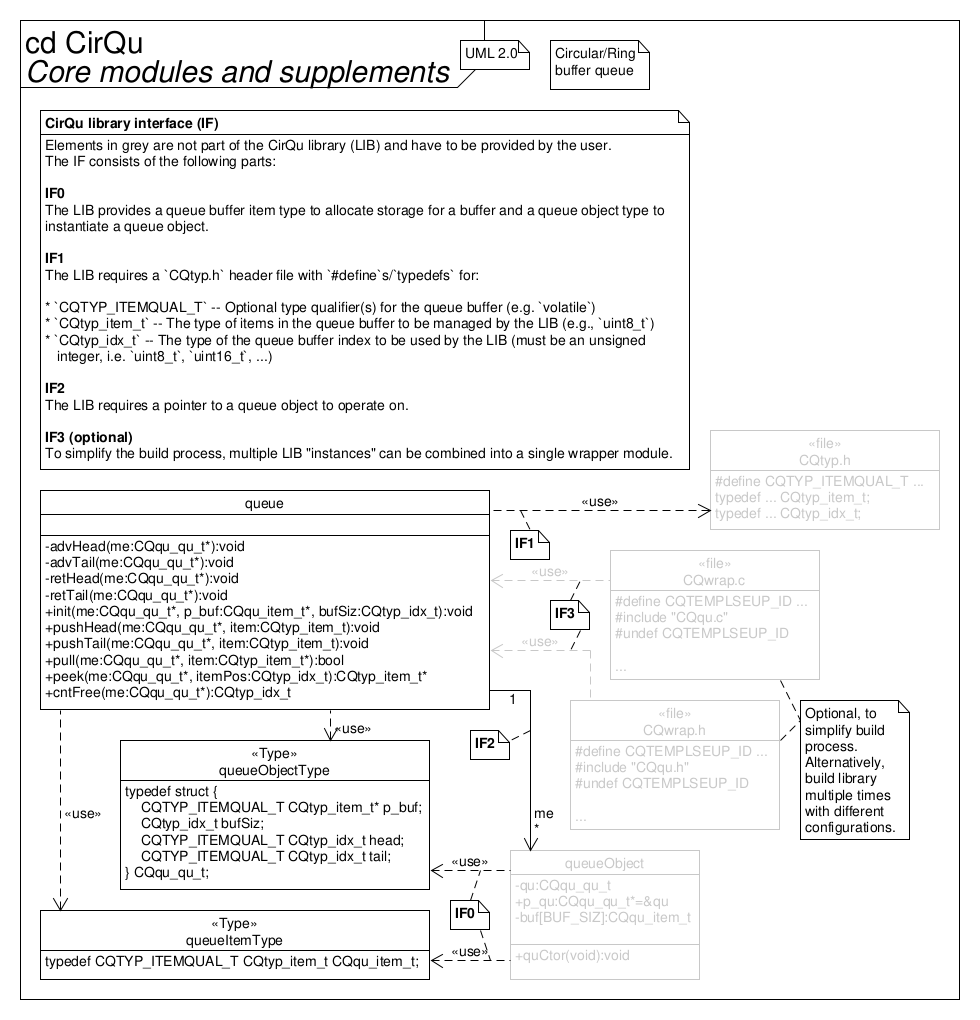 cd CirQu
Core modules and supplements
UML 2.0
Circular/Ring
buffer queue
CirQu library interface (IF)
Elements in grey are not part of the CirQu library (LIB) and have to be provided by the user.
The IF consists of the following parts:
IF0
The LIB provides a queue buffer item type to allocate storage for a buffer and a queue object type to
instantiate a queue object.
IF1
The LIB requires a `CQtyp.h` header file with `#define`s/`typedefs` for:
* `CQTYP_ITEMQUAL_T` -- Optional type qualifier(s) for the queue buffer (e.g. `volatile`)
* `CQtyp_item_t` -- The type of items in the queue buffer to be managed by the LIB (e.g., `uint8_t`)
* `CQtyp_idx_t` -- The type of the queue buffer index to be used by the LIB (must be an unsigned
integer, i.e. `uint8_t`, `uint16_t`, ...)
IF2
The LIB requires a pointer to a queue object to operate on.
IF3 (optional)
To simplify the build process, multiple LIB "instances" can be combined into a single wrapper module.
«file»
CQtyp.h
#define CQTYP_ITEMQUAL_T ...
typedef ... CQtyp_item_t;
typedef ... CQtyp_idx_t;
queue
-advHead(me:CQqu_qu_t*):void
-advTail(me:CQqu_qu_t*):void
-retHead(me:CQqu_qu_t*):void
-retTail(me:CQqu_qu_t*):void
+init(me:CQqu_qu_t*, p_buf:CQqu_item_t*, bufSiz:CQtyp_idx_t):void
+pushHead(me:CQqu_qu_t*, item:CQtyp_item_t):void
+pushTail(me:CQqu_qu_t*, item:CQtyp_item_t):void
+pull(me:CQqu_qu_t*, item:CQtyp_item_t*):bool
+peek(me:CQqu_qu_t*, itemPos:CQtyp_idx_t):CQtyp_item_t*
+cntFree(me:CQqu_qu_t*):CQtyp_idx_t
«use»
IF1
«use»
IF3
«use»
«file»
CQwrap.c
#define CQTEMPLSEUP_ID ...
#include "CQqu.c"
#undef CQTEMPLSEUP_ID
...
1
IF2
me
*
«file»
CQwrap.h
#define CQTEMPLSEUP_ID ...
#include "CQqu.h"
#undef CQTEMPLSEUP_ID
...
Optional, to
simplify build
process.
Alternatively,
build library
multiple times
with different
configurations.
«use»
«use»
«Type»
queueObjectType
typedef struct {
CQTYP_ITEMQUAL_T CQtyp_item_t* p_buf;
CQtyp_idx_t bufSiz;
CQTYP_ITEMQUAL_T CQtyp_idx_t head;
CQTYP_ITEMQUAL_T CQtyp_idx_t tail;
} CQqu_qu_t;
«use»
IF0
«use»
queueObject
-qu:CQqu_qu_t
+p_qu:CQqu_qu_t*=&qu
-buf[BUF_SIZ]:CQqu_item_t
+quCtor(void):void
«Type»
queueItemType
typedef CQTYP_ITEMQUAL_T CQtyp_item_t CQqu_item_t;